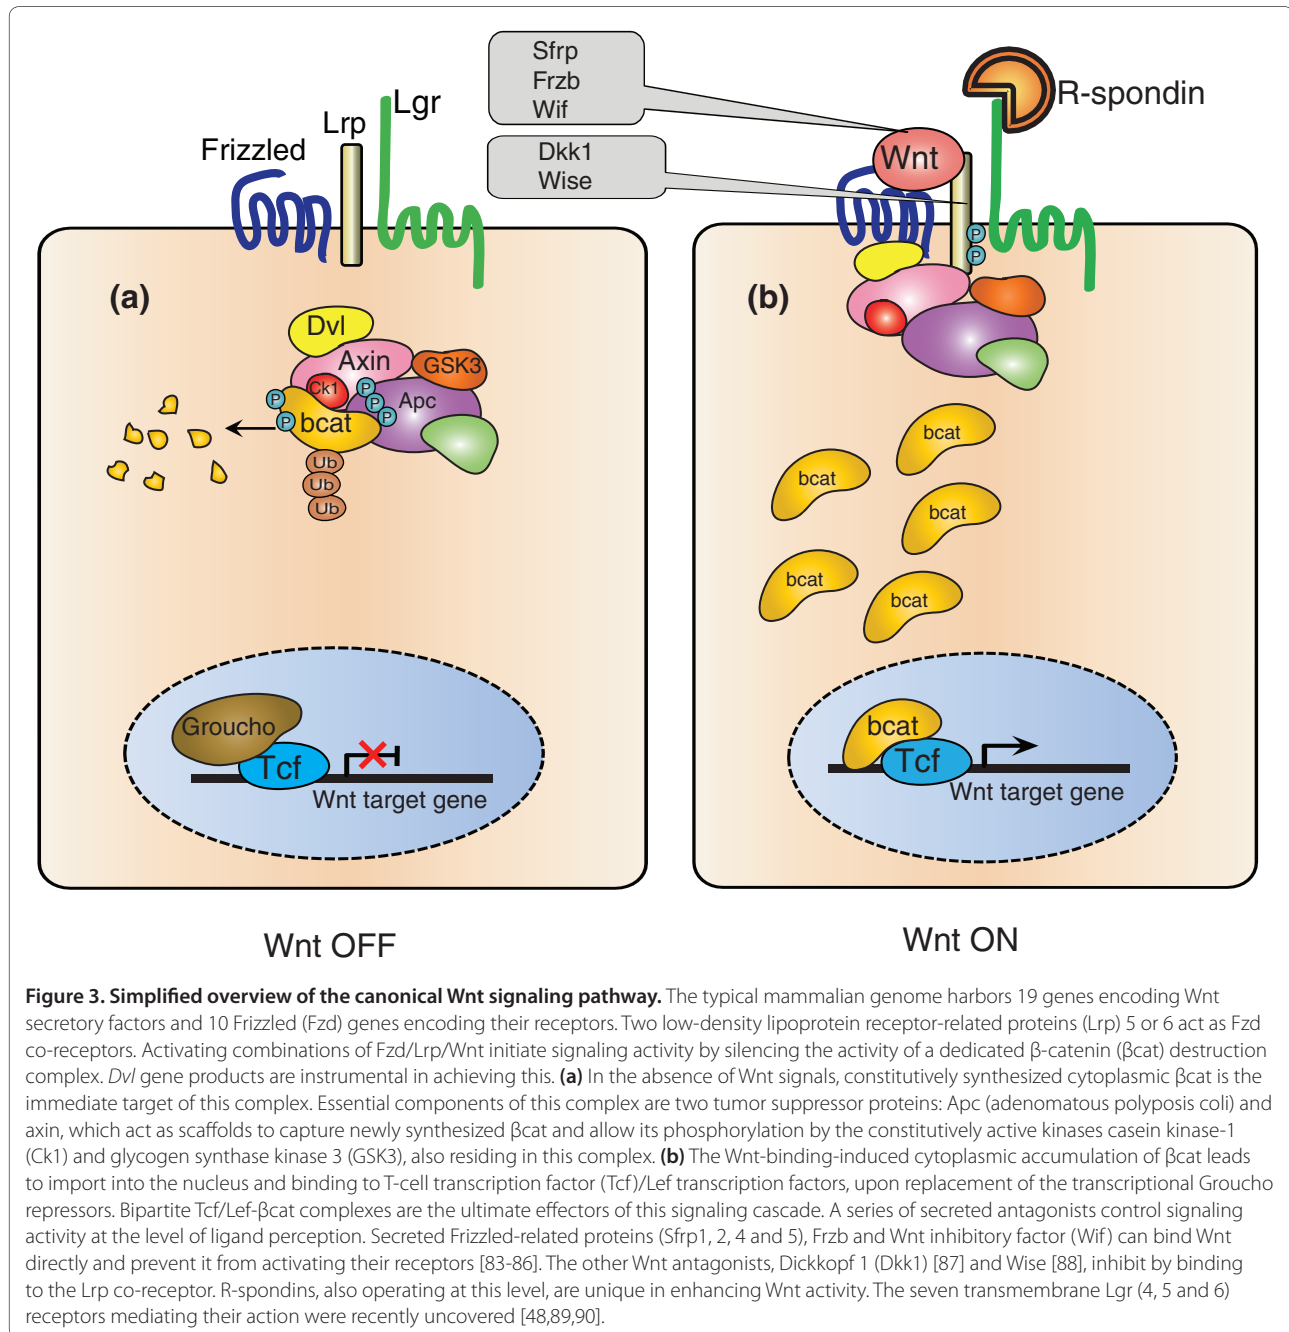 Sfrp
Frzb
Wif
Dkk1
Wise
R-spondin
Wnt
Lgr
Lrp
Frizzled
(a)
Dvl
Axin
GSK3
Ck1
P
P
P
P
P
Apc
bcat
Ub
Ub
Ub
Groucho
Tcf
Wnt target gene
Wnt OFF
(b)
P
P
bcat
bcat
bcat
bcat
bcat
bcat
Tcf
Wnt target gene
Wnt ON
Figure 3. Simplified overview of the canonical Wnt signaling pathway. The typical mammalian genome harbors 19 genes encoding Wnt
secretory factors and 10 Frizzled (Fzd) genes encoding their receptors. Two low-density lipoprotein receptor-related proteins (Lrp) 5 or 6 act as Fzd
co-receptors. Activating combinations of Fzd/Lrp/Wnt initiate signaling activity by silencing the activity of a dedicated β-catenin (βcat) destruction
complex. Dvl gene products are instrumental in achieving this. (a) In the absence of Wnt signals, constitutively synthesized cytoplasmic βcat is the
immediate target of this complex. Essential components of this complex are two tumor suppressor proteins: Apc (adenomatous polyposis coli) and
axin, which act as scaffolds to capture newly synthesized βcat and allow its phosphorylation by the constitutively active kinases casein kinase-1
(Ck1) and glycogen synthase kinase 3 (GSK3), also residing in this complex. (b) The Wnt-binding-induced cytoplasmic accumulation of βcat leads
to import into the nucleus and binding to T-cell transcription factor (Tcf)/Lef transcription factors, upon replacement of the transcriptional Groucho
repressors. Bipartite Tcf/Lef-βcat complexes are the ultimate effectors of this signaling cascade. A series of secreted antagonists control signaling
activity at the level of ligand perception. Secreted Frizzled-related proteins (Sfrp1, 2, 4 and 5), Frzb and Wnt inhibitory factor (Wif) can bind Wnt
directly and prevent it from activating their receptors [83-86]. The other Wnt antagonists, Dickkopf 1 (Dkk1) [87] and Wise [88], inhibit by binding
to the Lrp co-receptor. R-spondins, also operating at this level, are unique in enhancing Wnt activity. The seven transmembrane Lgr (4, 5 and 6)
receptors mediating their action were recently uncovered [48,89,90].